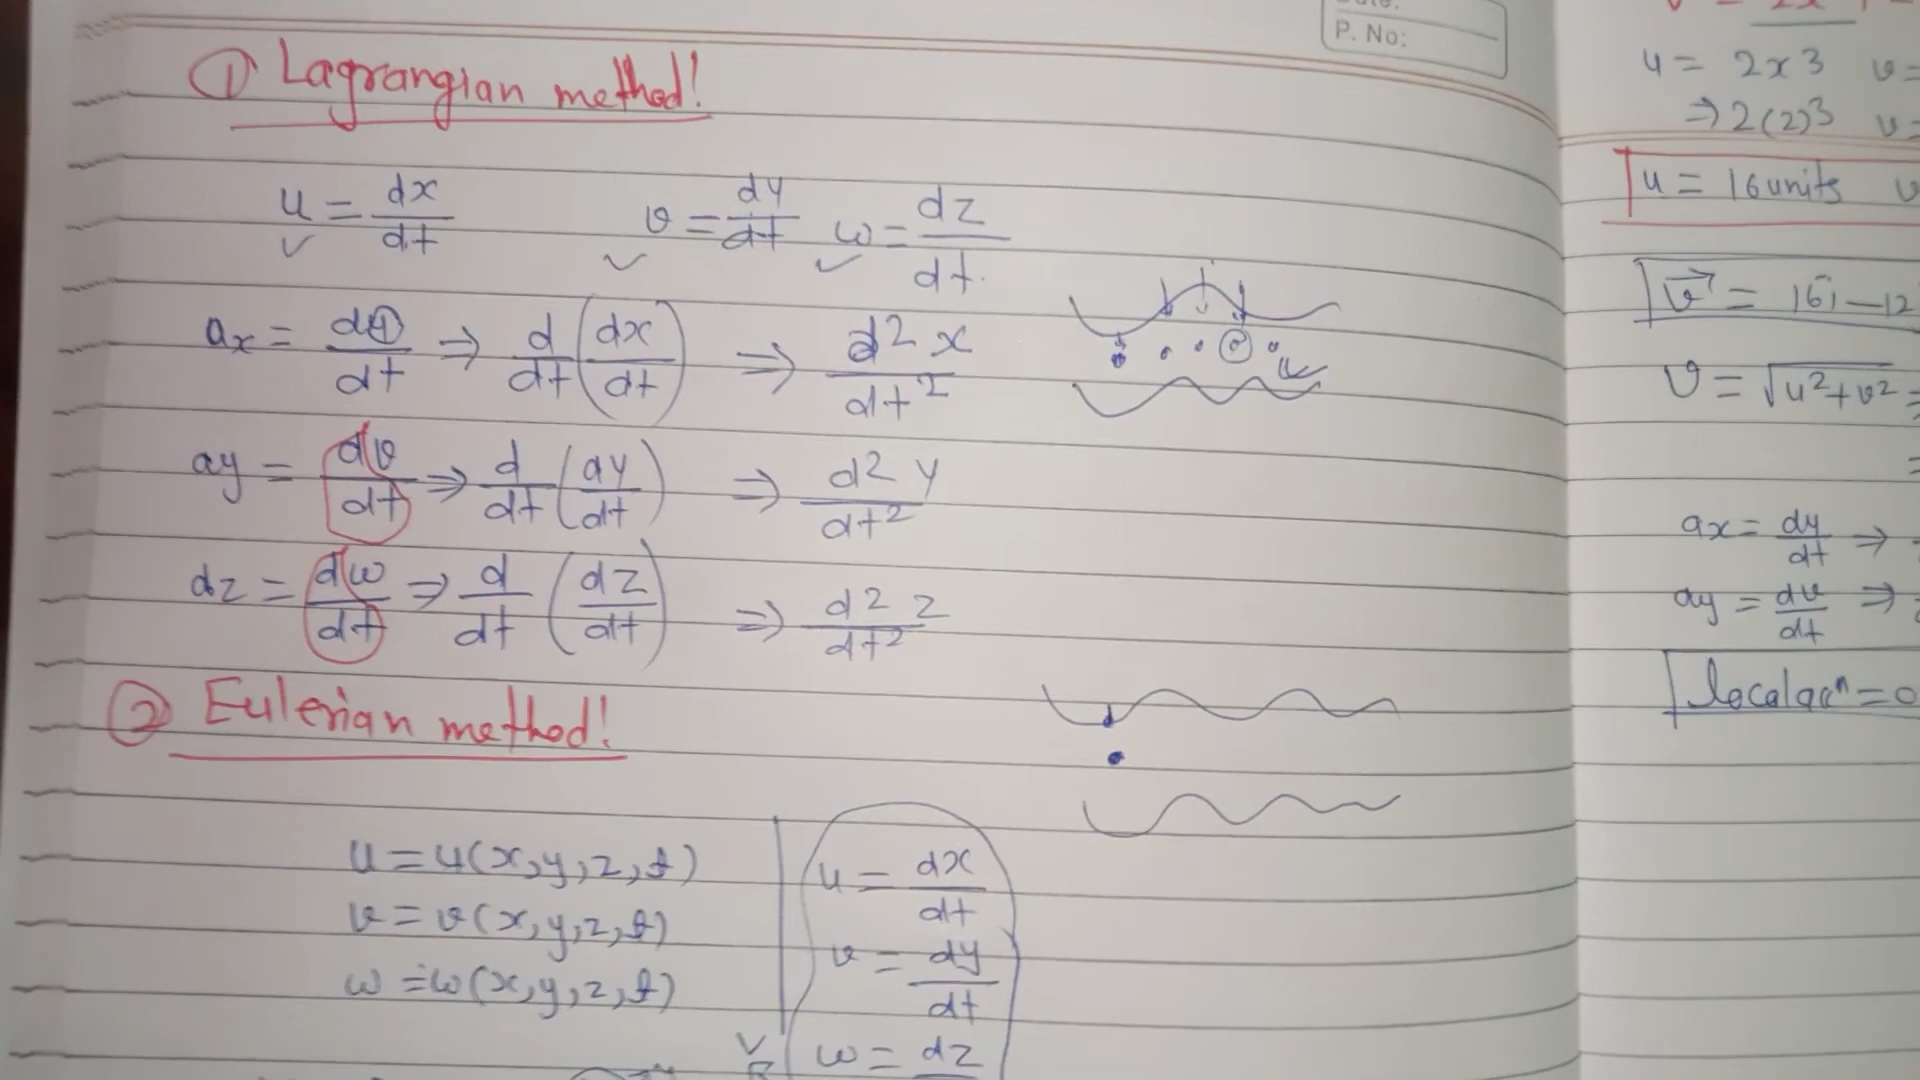 P. No:
① Lagrangian method!
u = dx/dt v = dy/dt w = dz/dt
ax = du/dt ⇒ d/dt (dx/dt) ⇒ d2x/dt2
ay = dv/dt ⇒ d/dt (dy/dt) ⇒ d2y/dt2
dz = dw/dt ⇒ d/dt (dz/dt) ⇒ d2z/dt2
② Eulerian method!
u = u(x,y,z,t)
v = v(x,y,z,t)
w = w(x,y,z,t)
u = dx/dt
v = dy/dt
w = dz
u = 2x3 v =
⇒ 2(2)3 v =
u = 16 units
v = 16i - 12
v = √u2+v2 =
=
ax = dy/dt ⇒
ay = dv/dt ⇒
local acn = 0